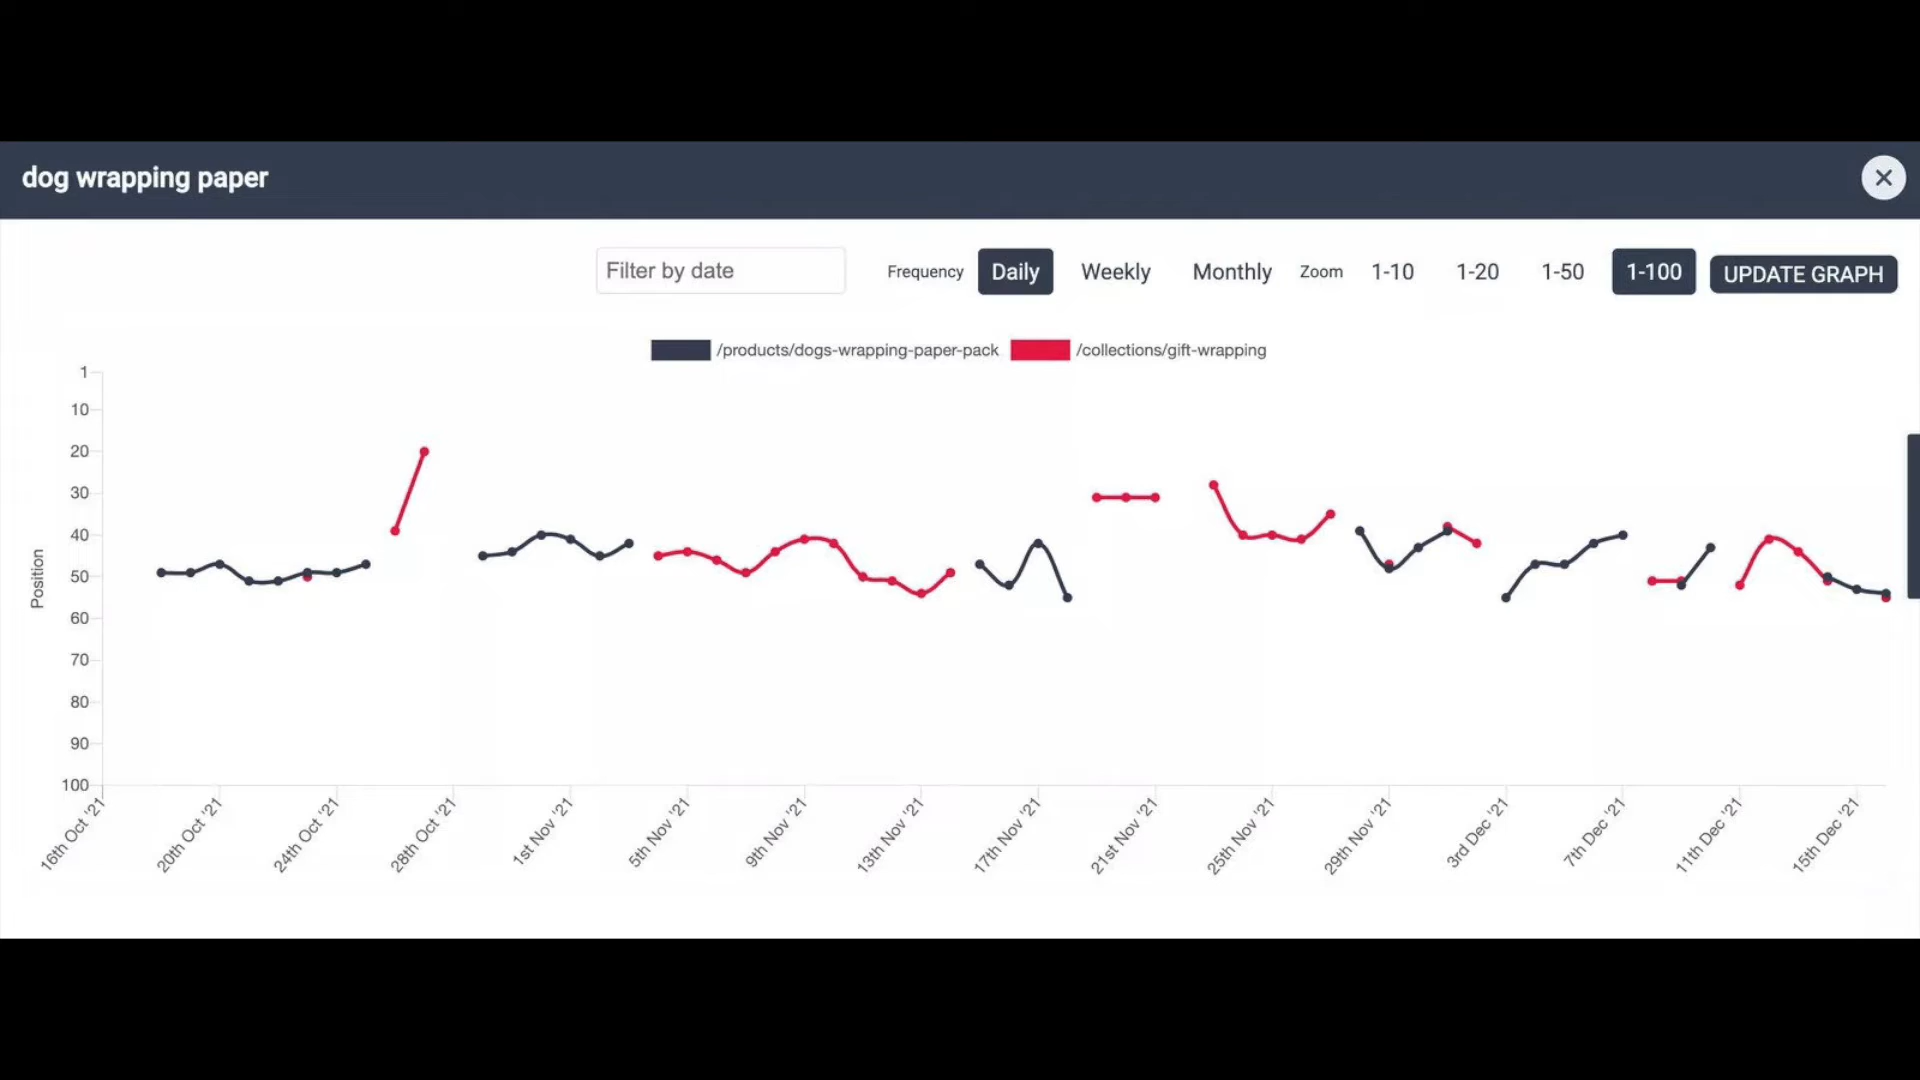 dog wrapping paper
Filter by date Frequency Daily Weekly Monthly Zoom 1-10 1-20 1-50 1-100 UPDATE GRAPH
/products/dogs-wrapping-paper-pack /collections/gift-wrapping
1
10
20
30
40
50
60
70
80
90
100
Position
16th Oct '21 20th Oct '21 24th Oct '21 28th Oct '21 1st Nov '21 5th Nov '21 9th Nov '21 13th Nov '21 17th Nov '21 21st Nov '21 25th Nov '21 29th Nov '21 3rd Dec '21 7th Dec '21 11th Dec '21 15th Dec '21